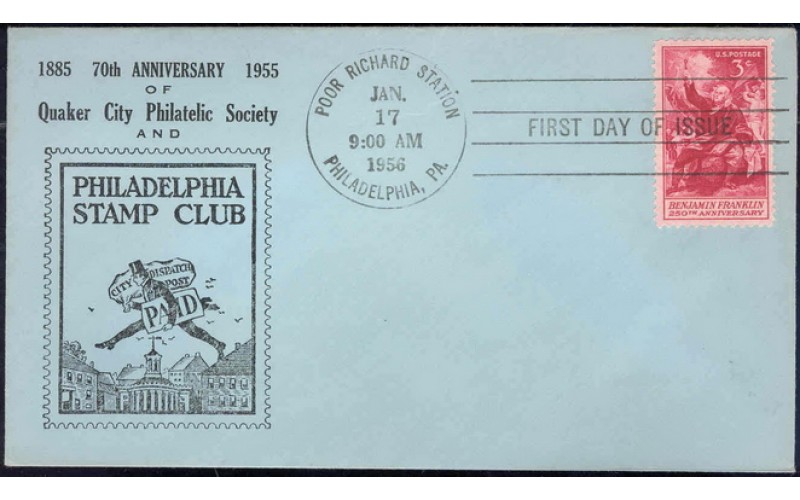 1885 70th ANNIVERSARY 1955
OF
Quaker City Philatelic Society
AND
PHILADELPHIA
STAMP CLUB
CITY DISPATCH
POST
PAID
POOR RICHARD STATION
JAN.
17
9:00 AM
1956
PHILADELPHIA, PA.
FIRST DAY OF ISSUE
U.S. POSTAGE
3¢
BENJAMIN FRANKLIN
250TH ANNIVERSARY